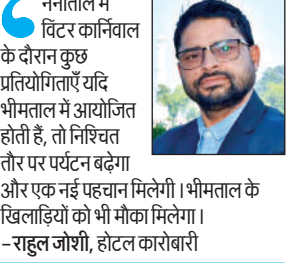 नैनीताल में
विंटर कार्निवाल
के दौरान कुछ
प्रतियोगिताएँ यदि
भीमताल में आयोजित
होती हैं, तो निश्चित
तौर पर पर्यटन बढ़ेगा
और एक नई पहचान मिलेगी। भीमताल के
खिलाड़ियों को भी मौका मिलेगा।
–राहुल जोशी, होटल कारोबारी